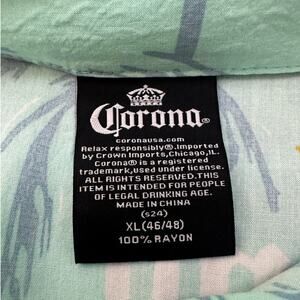 Corona®
coronausa.com
Relax responsibly®.Imported
by Crown Imports,Chicago,IL.
Corona® is a registered
trademark,used under license.
ALL RIGHTS RESERVED.THIS
ITEM IS INTENDED FOR PEOPLE
OF LEGAL DRINKING AGE.
MADE IN CHINA
(s24)
XL (46/48)
100% RAYON